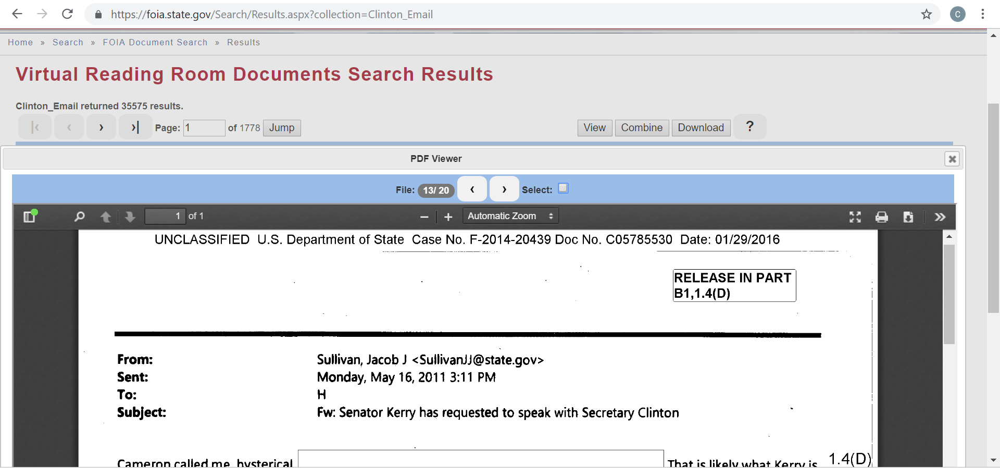 https://foia.state.gov/Search/Results.aspx?collection=Clinton_Email
C
Home » Search » FOIA Document Search » Results
Virtual Reading Room Documents Search Results
Clinton_Email returned 35575 results.
Page: 1 of 1778 Jump View Combine Download ?
PDF Viewer
File: 13/ 20 Select:
1 of 1 Automatic Zoom
UNCLASSIFIED U.S. Department of State Case No. F-2014-20439 Doc No. C05785530 Date: 01/29/2016
RELEASE IN PART
B1,1.4(D)
From: Sullivan, Jacob J <SullivanJJ@state.gov>
Sent: Monday, May 16, 2011 3:11 PM
To: H
Subject: Fw: Senator Kerry has requested to speak with Secretary Clinton
Cameron called me, hysterical That is likely what Kerry is 1.4(D)